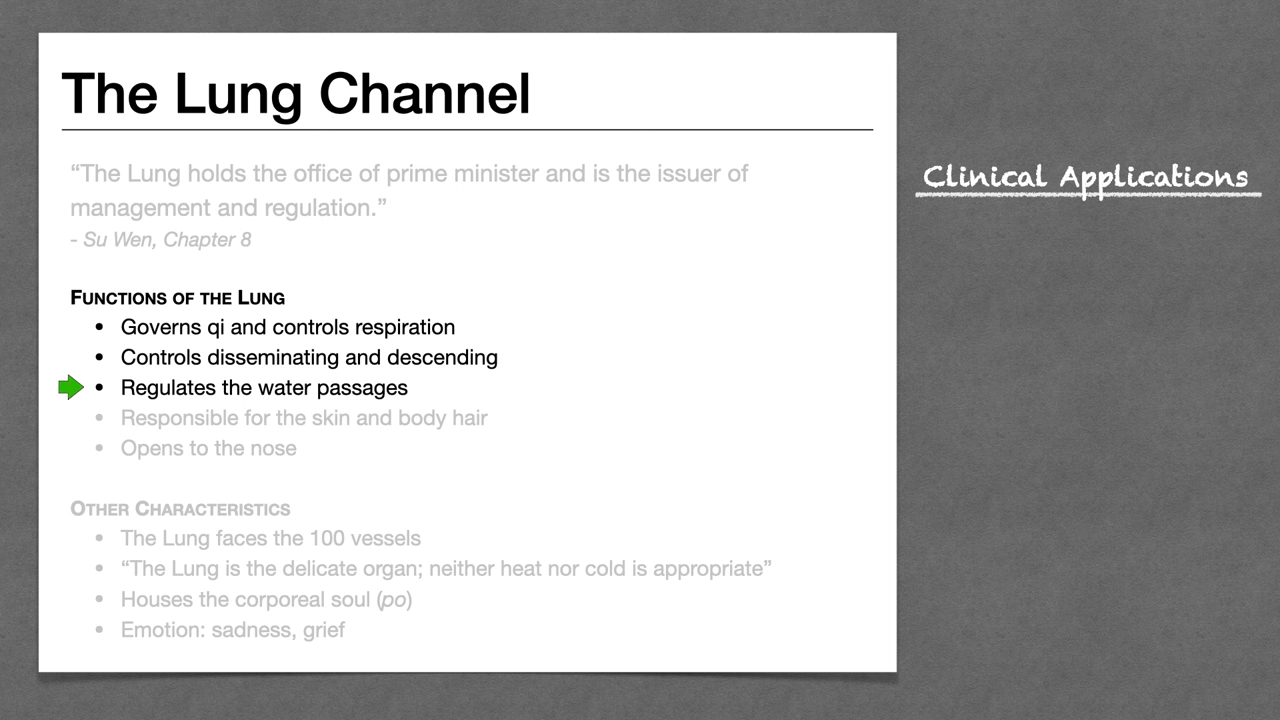 The Lung Channel
“The Lung holds the office of prime minister and is the issuer of
management and regulation.”
- Su Wen, Chapter 8
FUNCTIONS OF THE LUNG
• Governs qi and controls respiration
• Controls disseminating and descending
• Regulates the water passages
• Responsible for the skin and body hair
• Opens to the nose
OTHER CHARACTERISTICS
• The Lung faces the 100 vessels
• “The Lung is the delicate organ; neither heat nor cold is appropriate”
• Houses the corporeal soul (po)
• Emotion: sadness, grief
Clinical Applications